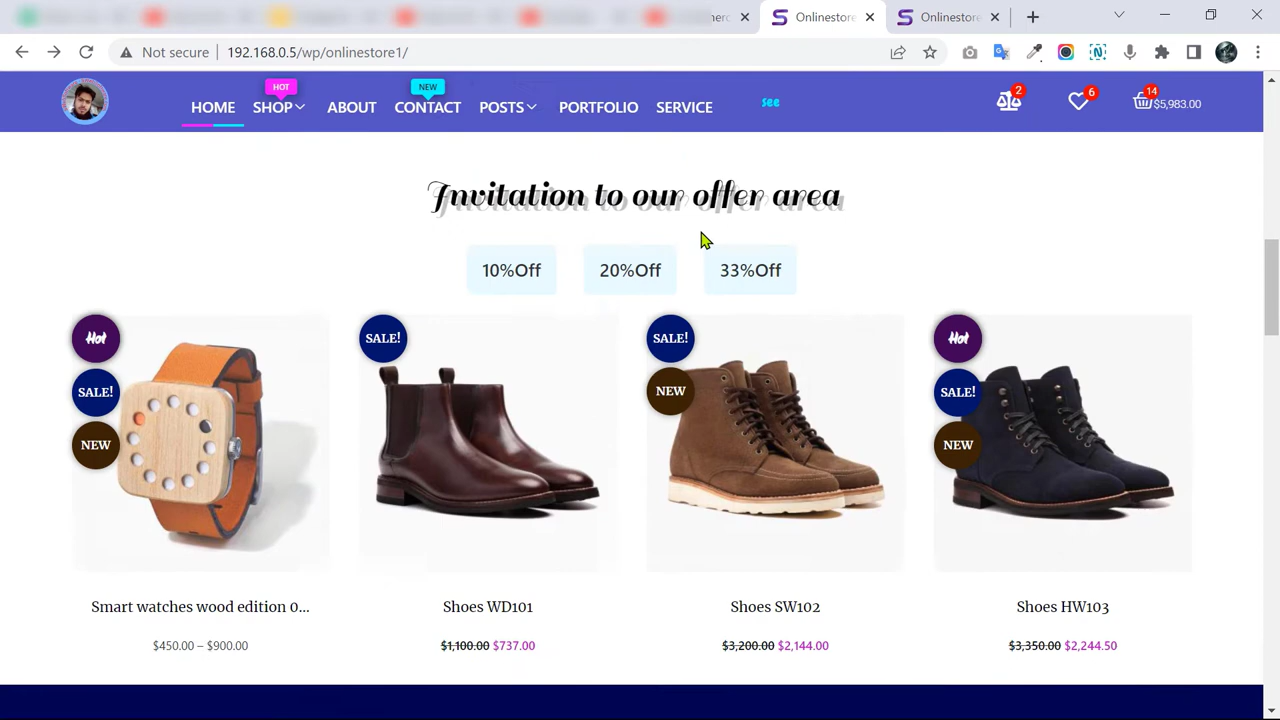 Onlinestore
Onlinestore
Not secure
192.168.0.5/wp/onlinestore1/
HOT
NEW
HOME SHOP ABOUT CONTACT POSTS PORTFOLIO SERVICE see
2 6 14 $5,983.00
Invitation to our offer area
10%Off 20%Off 33%Off
Hot SALE! SALE! Hot
SALE! NEW SALE!
NEW NEW
Smart watches wood edition 0... Shoes WD101 Shoes SW102 Shoes HW103
$450.00 – $900.00 $1,100.00 $737.00 $3,200.00 $2,144.00 $3,350.00 $2,244.50